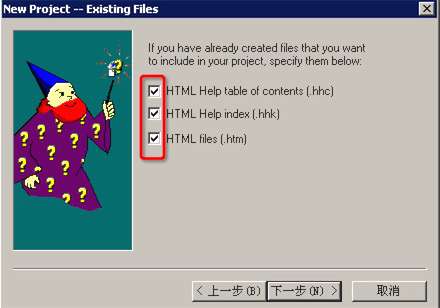 New Project -- Existing Files
If you have already created files that you want
to include in your project, specify them below:
HTML Help table of contents (.hhc)
HTML Help index (.hhk)
HTML files (.htm)
< 上一步(B) 下一步(N) > 取消